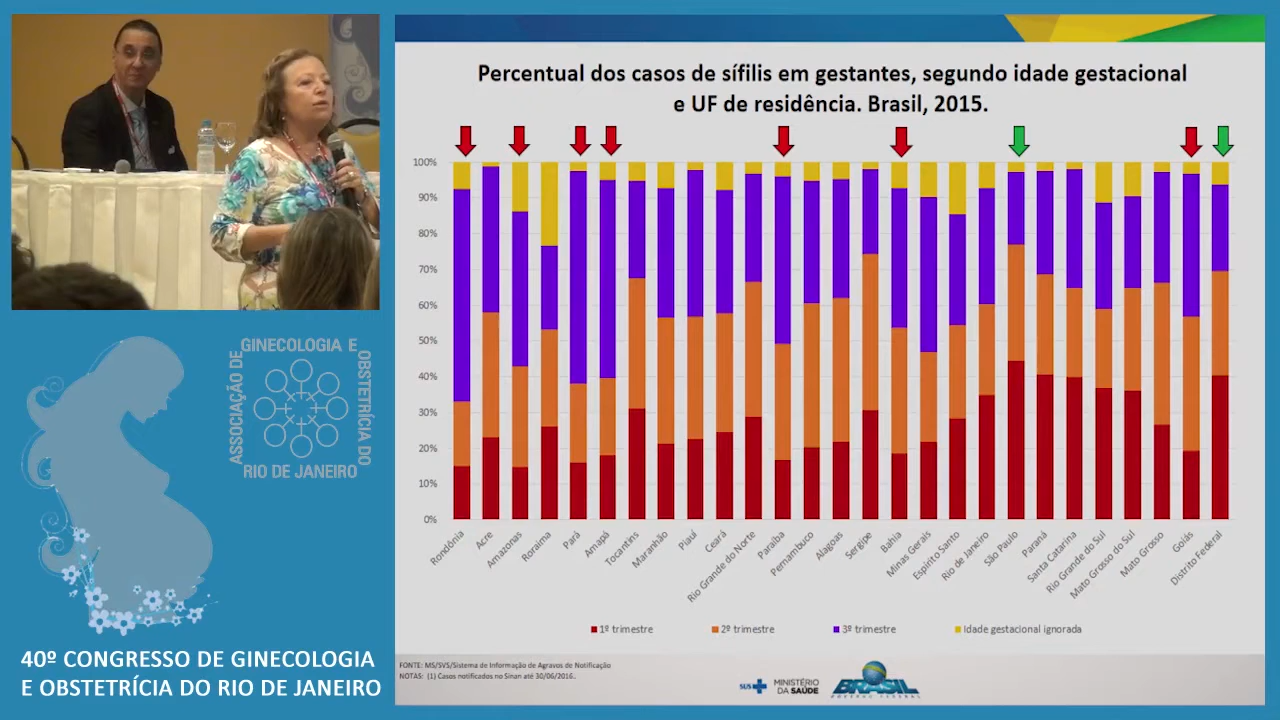 Percentual dos casos de sífilis em gestantes, segundo idade gestacional
e UF de residência. Brasil, 2015.
100%
90%
80%
70%
60%
50%
40%
30%
20%
10%
0%
Rondônia
Acre
Amazonas
Roraima
Pará
Amapá
Tocantins
Maranhão
Piauí
Ceará
Rio Grande do Norte
Paraíba
Pernambuco
Alagoas
Sergipe
Bahia
Minas Gerais
Espírito Santo
Rio de Janeiro
São Paulo
Paraná
Santa Catarina
Rio Grande do Sul
Mato Grosso do Sul
Mato Grosso
Goiás
Distrito Federal
1º trimestre
2º trimestre
3º trimestre
Idade gestacional ignorada
FONTE: MS/SVS/Sistema de Informação de Agravos de Notificação
NOTAS: (1) Casos notificados no Sinan até 30/06/2016.
SUS
MINISTÉRIO
DA SAÚDE
BRASIL
GOVERNO FEDERAL
ASSOCIAÇÃO DE
GINECOLOGIA E
OBSTETRÍCIA DO
RIO DE JANEIRO
40º CONGRESSO DE GINECOLOGIA
E OBSTETRÍCIA DO RIO DE JANEIRO